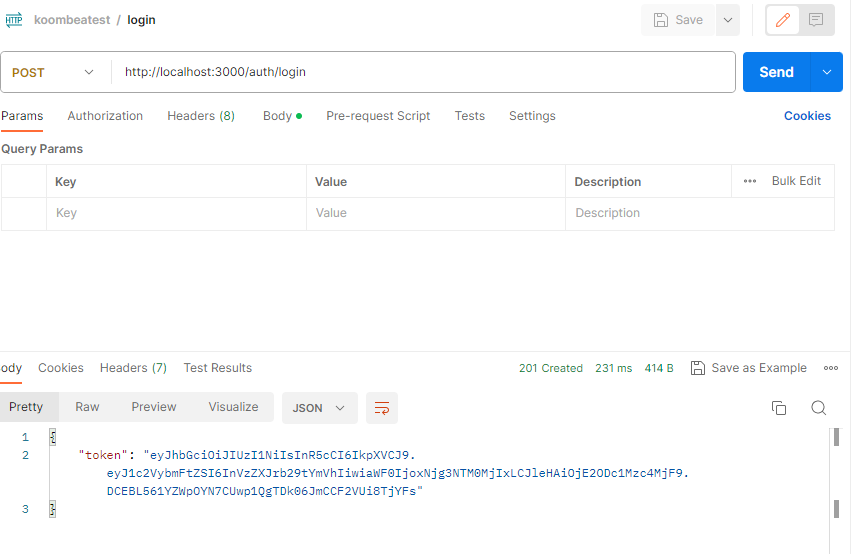 HTTP koombeatest / login Save
POST http://localhost:3000/auth/login Send
Params Authorization Headers (8) Body Pre-request Script Tests Settings Cookies
Query Params
Key Value Description ••• Bulk Edit
Key Value Description
ody Cookies Headers (7) Test Results 201 Created 231 ms 414 B Save as Example
Pretty Raw Preview Visualize JSON
1 {
2 "token": "eyJhbGciOiJIUzI1NiIsInR5cCI6IkpXVCJ9.
eyJ1c2VybmFtZSI6InVzZXJrb29tYmVhIiwiaWF0IjoxNjg3NTM0MjIxLCJleHAiOjE2ODc1Mzc4MjF9.
DCEBL561YZWpOYN7CUwp1QgTDk06JmCCF2VUi8TjYFs"
3 }